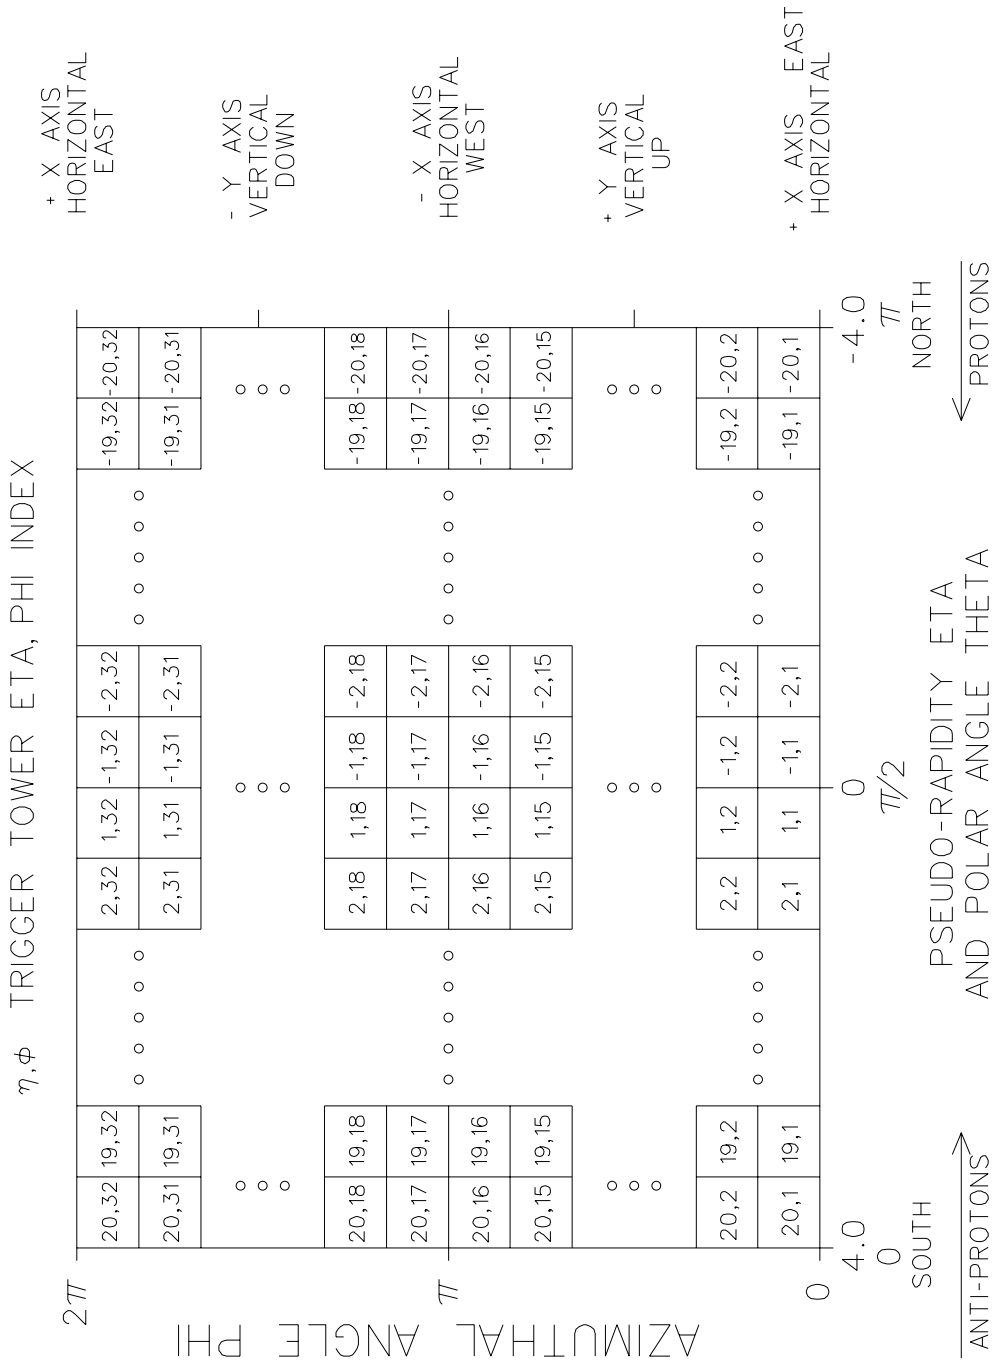 η,Φ TRIGGER TOWER ETA, PHI INDEX
AZIMUTHAL ANGLE PHI
2π
π
0
20,32 19,32 2,32 1,32 -1,32 -2,32 -19,32 -20,32
20,31 19,31 2,31 1,31 -1,31 -2,31 -19,31 -20,31
20,18 19,18 2,18 1,18 -1,18 -2,18 -19,18 -20,18
20,17 19,17 2,17 1,17 -1,17 -2,17 -19,17 -20,17
20,16 19,16 2,16 1,16 -1,16 -2,16 -19,16 -20,16
20,15 19,15 2,15 1,15 -1,15 -2,15 -19,15 -20,15
20,2 19,2 2,2 1,2 -1,2 -2,2 -19,2 -20,2
20,1 19,1 2,1 1,1 -1,1 -2,1 -19,1 -20,1
+ X AXIS
HORIZONTAL
EAST
- Y AXIS
VERTICAL
DOWN
- X AXIS
HORIZONTAL
WEST
+ Y AXIS
VERTICAL
UP
+ X AXIS EAST
HORIZONTAL
4.0 0 -4.0
0 π/2 π
SOUTH NORTH
PSEUDO-RAPIDITY ETA
AND POLAR ANGLE THETA
ANTI-PROTONS
PROTONS